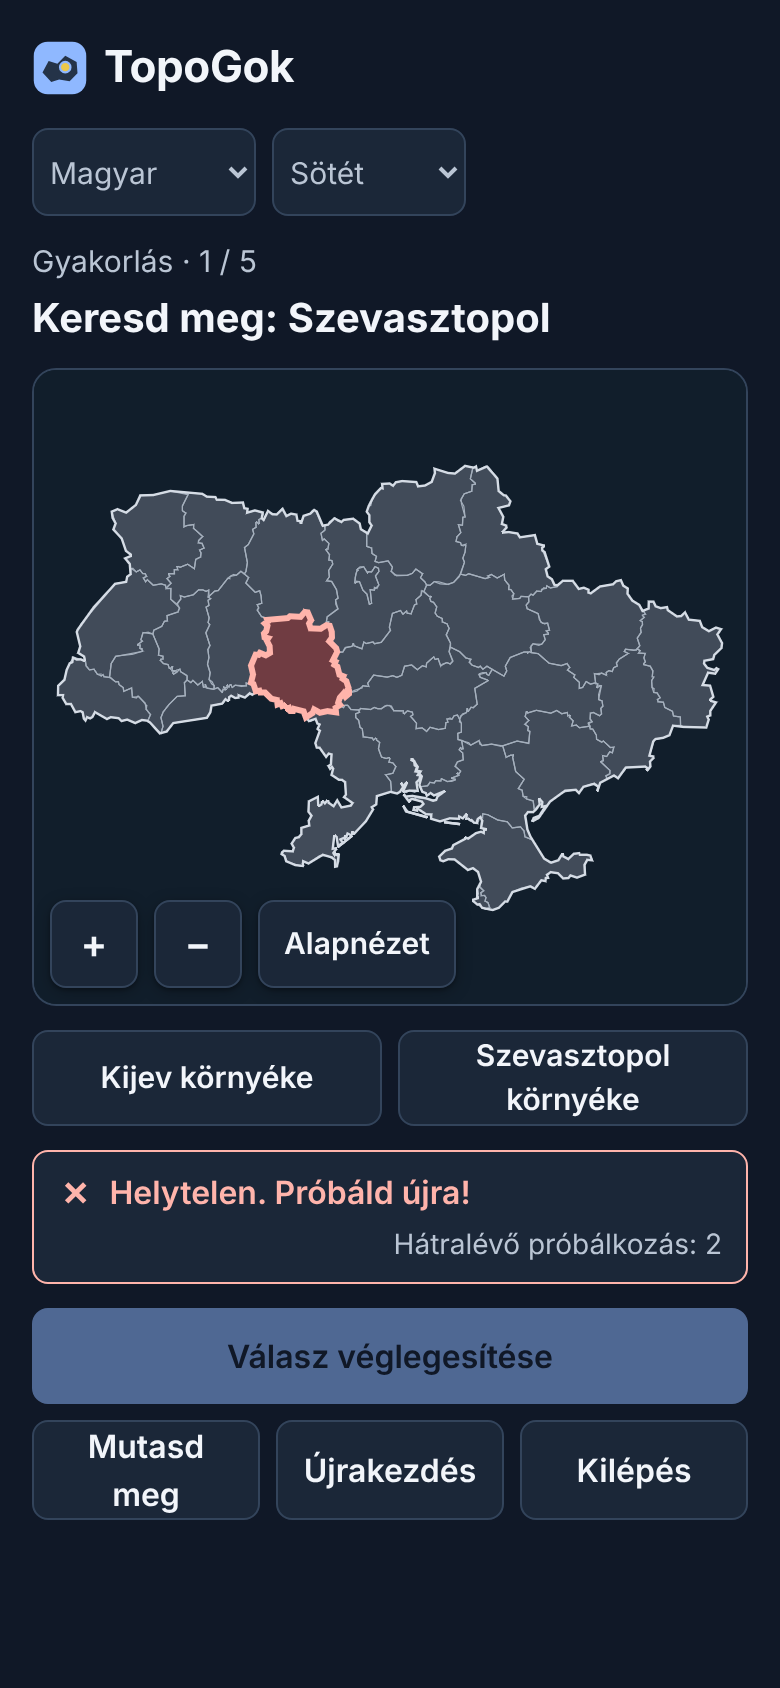 TopoGok
Magyar
Sötét
Gyakorlás · 1 / 5
Keresd meg: Szevasztopol
+
−
Alapnézet
Kijev környéke
Szevasztopol
környéke
✕ Helytelen. Próbáld újra!
Hátralévő próbálkozás: 2
Válasz véglegesítése
Mutasd
meg
Újrakezdés
Kilépés